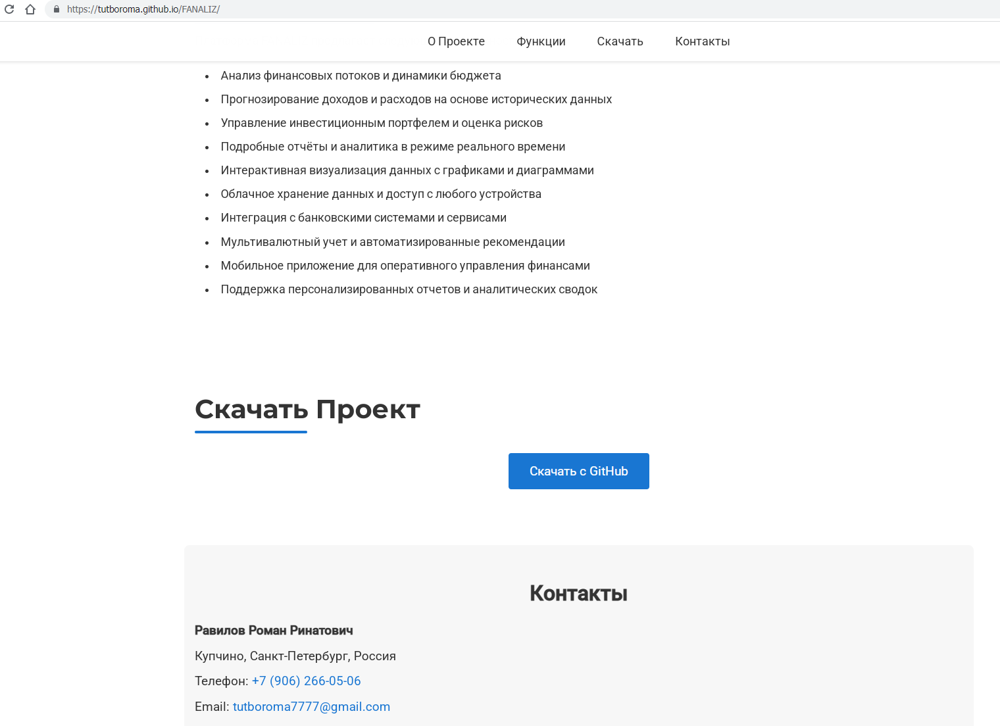 https://tutboroma.github.io/FANALIZ/
О Проекте Функции Скачать Контакты
• Анализ финансовых потоков и динамики бюджета
• Прогнозирование доходов и расходов на основе исторических данных
• Управление инвестиционным портфелем и оценка рисков
• Подробные отчёты и аналитика в режиме реального времени
• Интерактивная визуализация данных с графиками и диаграммами
• Облачное хранение данных и доступ с любого устройства
• Интеграция с банковскими системами и сервисами
• Мультивалютный учет и автоматизированные рекомендации
• Мобильное приложение для оперативного управления финансами
• Поддержка персонализированных отчетов и аналитических сводок
Скачать Проект
Скачать с GitHub
Контакты
Равилов Роман Ринатович
Купчино, Санкт-Петербург, Россия
Телефон: +7 (906) 266-05-06
Email: tutboroma7777@gmail.com